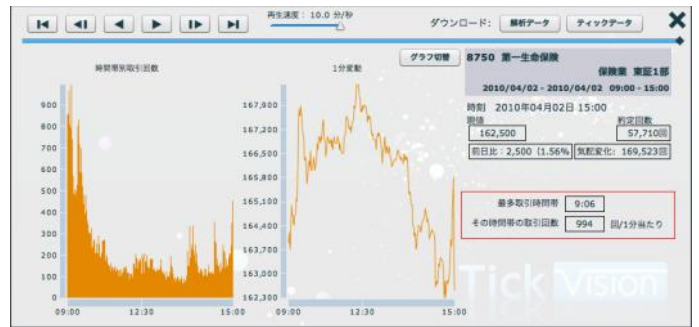 再生速度： 10.0 分/秒
ダウンロード： 解析データ ティックデータ
グラフ切替
時間帯別取引回数
1分変動
8750 第一生命保険
保険業 東証1部
2010/04/02 - 2010/04/02 09:00 - 15:00
時刻 2010年04月02日 15:00
現値 約定回数
162,500 57,710回
前日比：2,500 (1.56% 気配変化: 169,523回
最多取引時間帯 9:06
その時間帯の取引回数 994 回/1分当たり
900
800
700
600
500
400
300
200
100
0
09:00 12:30 15:00
167,900
167,200
166,500
165,800
165,100
164,400
163,700
163,000
162,300
09:00 12:30 15:00
Tick Vision